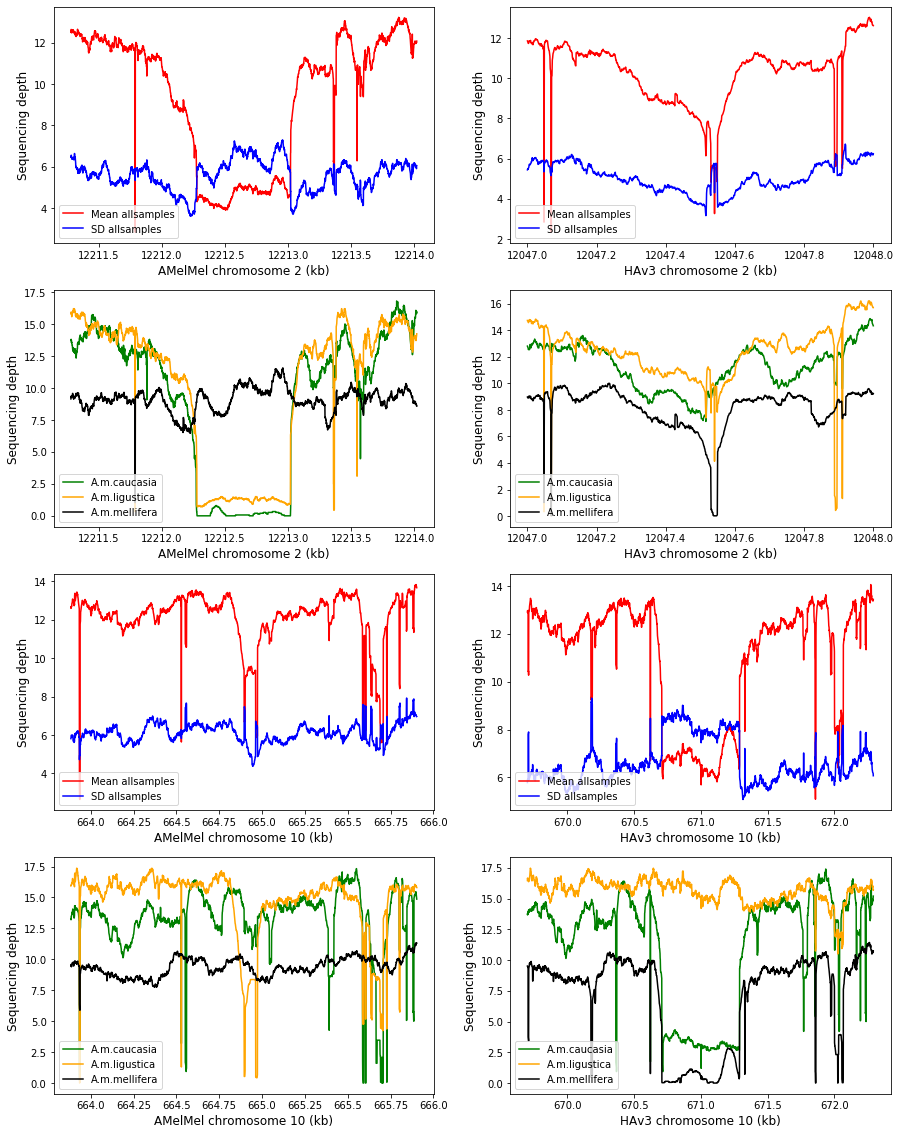 12
10
8
6
4
Sequencing depth
Mean allsamples
SD allsamples
12211.5 12212.0 12212.5 12213.0 12213.5 12214.0
AMelMel chromosome 2 (kb)
12
10
8
6
4
2
Sequencing depth
Mean allsamples
SD allsamples
12047.0 12047.2 12047.4 12047.6 12047.8 12048.0
HAv3 chromosome 2 (kb)
17.5
15.0
12.5
10.0
7.5
5.0
2.5
0.0
Sequencing depth
A.m.caucasia
A.m.ligustica
A.m.mellifera
12211.5 12212.0 12212.5 12213.0 12213.5 12214.0
AMelMel chromosome 2 (kb)
16
14
12
10
8
6
4
2
0
Sequencing depth
A.m.caucasia
A.m.ligustica
A.m.mellifera
12047.0 12047.2 12047.4 12047.6 12047.8 12048.0
HAv3 chromosome 2 (kb)
14
12
10
8
6
4
Sequencing depth
Mean allsamples
SD allsamples
664.0 664.25 664.50 664.75 665.0 665.25 665.50 665.75 666.0
AMelMel chromosome 10 (kb)
14
12
10
8
6
Sequencing depth
Mean allsamples
SD allsamples
670.0 670.5 671.0 671.5 672.0
HAv3 chromosome 10 (kb)
17.5
15.0
12.5
10.0
7.5
5.0
2.5
0.0
Sequencing depth
A.m.caucasia
A.m.ligustica
A.m.mellifera
664.0 664.25 664.50 664.75 665.0 665.25 665.50 665.75 666.0
AMelMel chromosome 10 (kb)
17.5
15.0
12.5
10.0
7.5
5.0
2.5
0.0
Sequencing depth
A.m.caucasia
A.m.ligustica
A.m.mellifera
670.0 670.5 671.0 671.5 672.0
HAv3 chromosome 10 (kb)